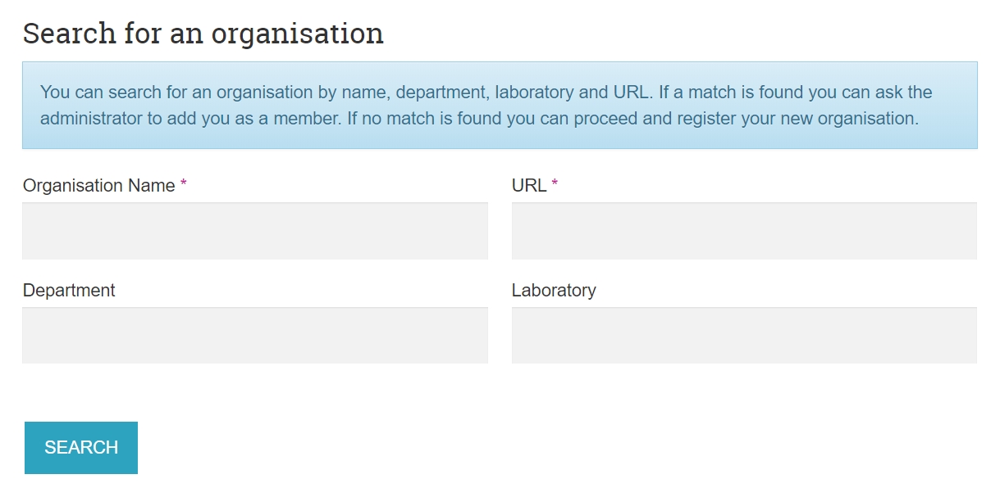 Search for an organisation
You can search for an organisation by name, department, laboratory and URL. If a match is found you can ask the
administrator to add you as a member. If no match is found you can proceed and register your new organisation.
Organisation Name *
URL *
Department
Laboratory
SEARCH